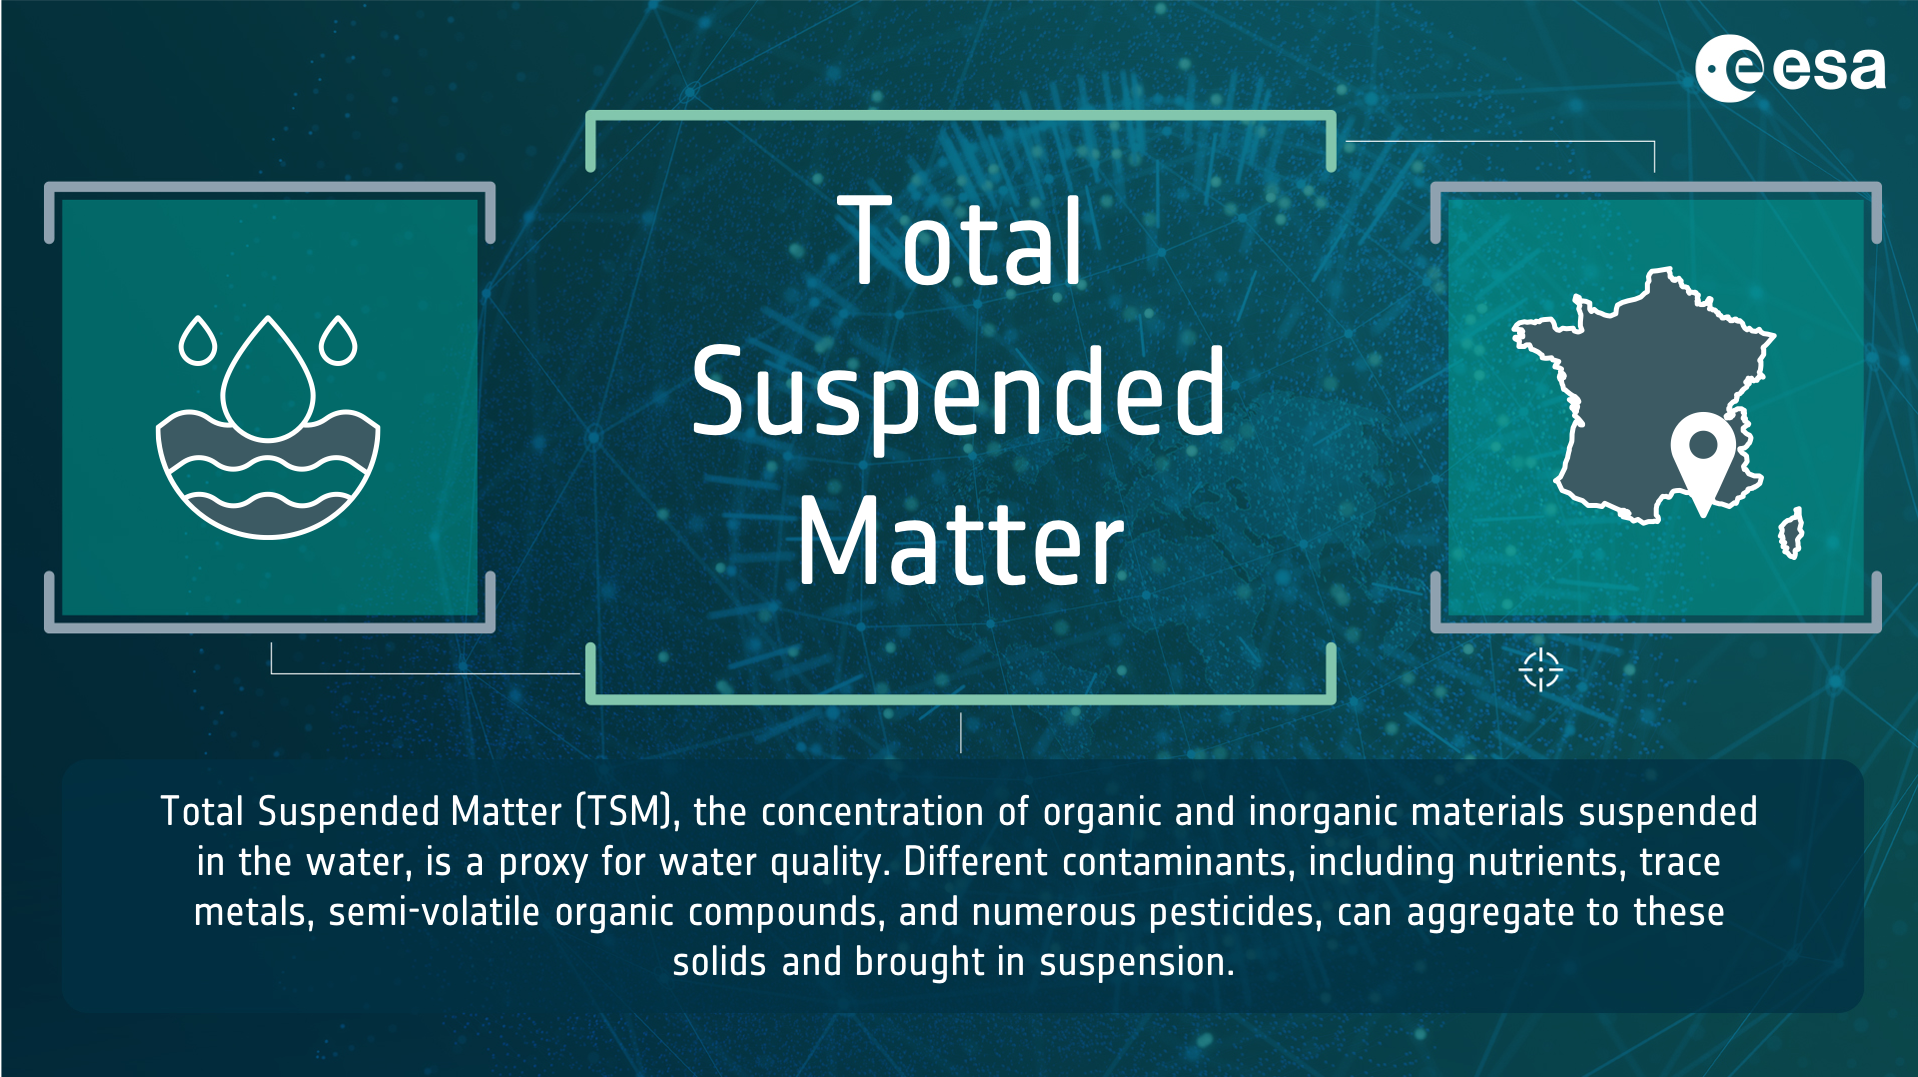 esa
Total
Suspended
Matter
Total Suspended Matter (TSM), the concentration of organic and inorganic materials suspended
in the water, is a proxy for water quality. Different contaminants, including nutrients, trace
metals, semi-volatile organic compounds, and numerous pesticides, can aggregate to these
solids and brought in suspension.